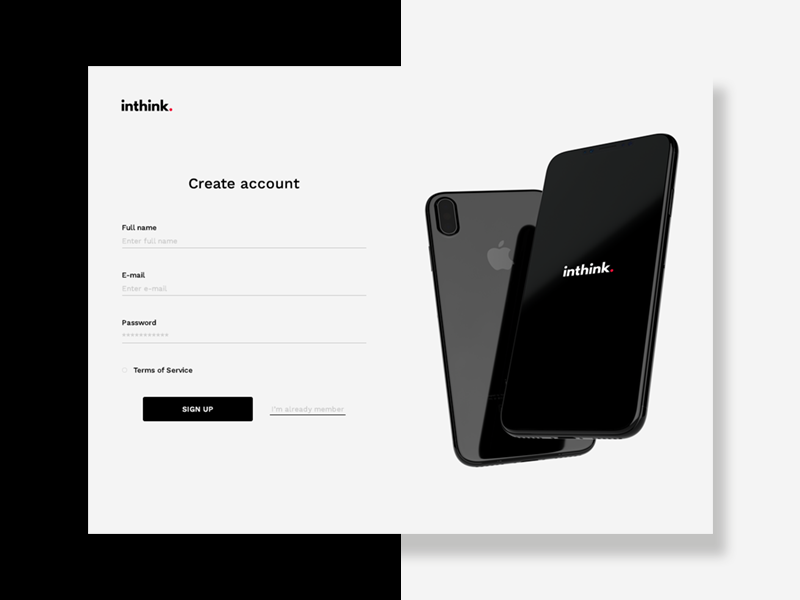 inthink.
Create account
Full name
Enter full name
E-mail
Enter e-mail
Password
***********
Terms of Service
SIGN UP
I'm already member
inthink.